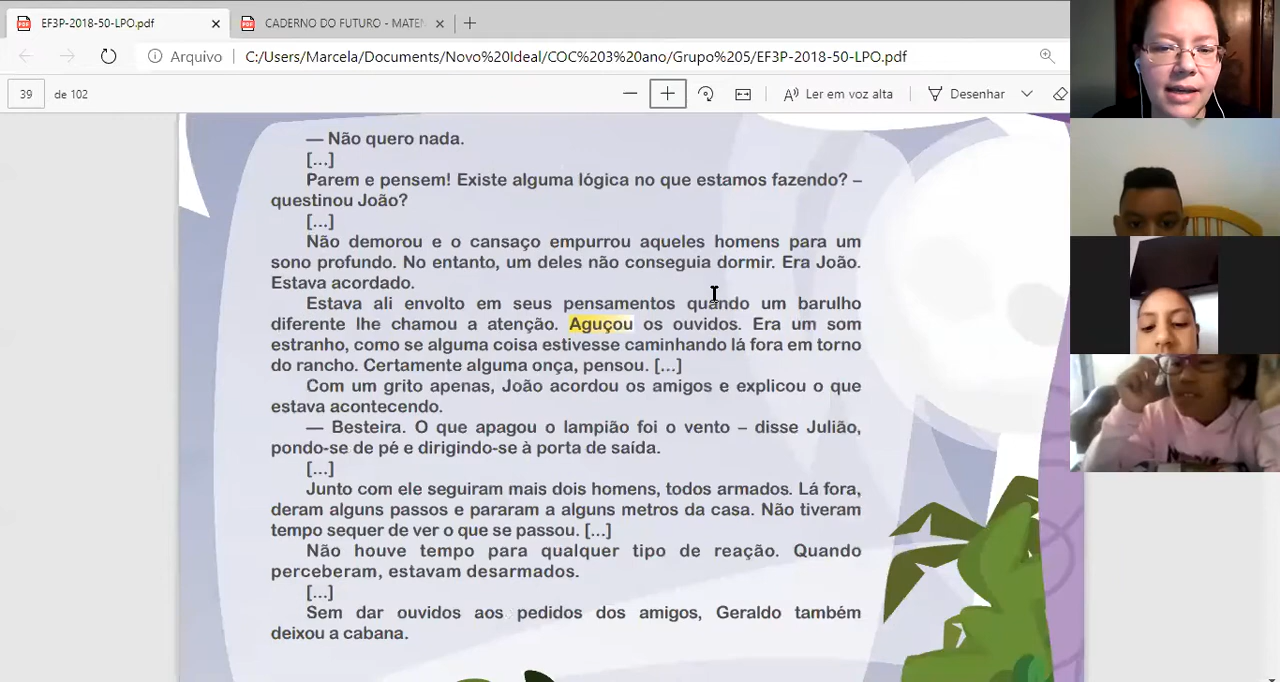 EF3P-2018-50-LPO.pdf
CADERNO DO FUTURO - MATE
Arquivo C:/Users/Marcela/Documents/Novo%20Ideal/COC%203%20ano/Grupo%205/EF3P-2018-50-LPO.pdf
39 de 102 Ler em voz alta Desenhar
— Não quero nada.
[...]
Parem e pensem! Existe alguma lógica no que estamos fazendo? –
questinou João?
[...]
Não demorou e o cansaço empurrou aqueles homens para um
sono profundo. No entanto, um deles não conseguia dormir. Era João.
Estava acordado.
Estava ali envolto em seus pensamentos quando um barulho
diferente lhe chamou a atenção. Aguçou os ouvidos. Era um som
estranho, como se alguma coisa estivesse caminhando lá fora em torno
do rancho. Certamente alguma onça, pensou. [...]
Com um grito apenas, João acordou os amigos e explicou o que
estava acontecendo.
— Besteira. O que apagou o lampião foi o vento – disse Julião,
pondo-se de pé e dirigindo-se à porta de saída.
[...]
Junto com ele seguiram mais dois homens, todos armados. Lá fora,
deram alguns passos e pararam a alguns metros da casa. Não tiveram
tempo sequer de ver o que se passou. [...]
Não houve tempo para qualquer tipo de reação. Quando
perceberam, estavam desarmados.
[...]
Sem dar ouvidos aos pedidos dos amigos, Geraldo também
deixou a cabana.